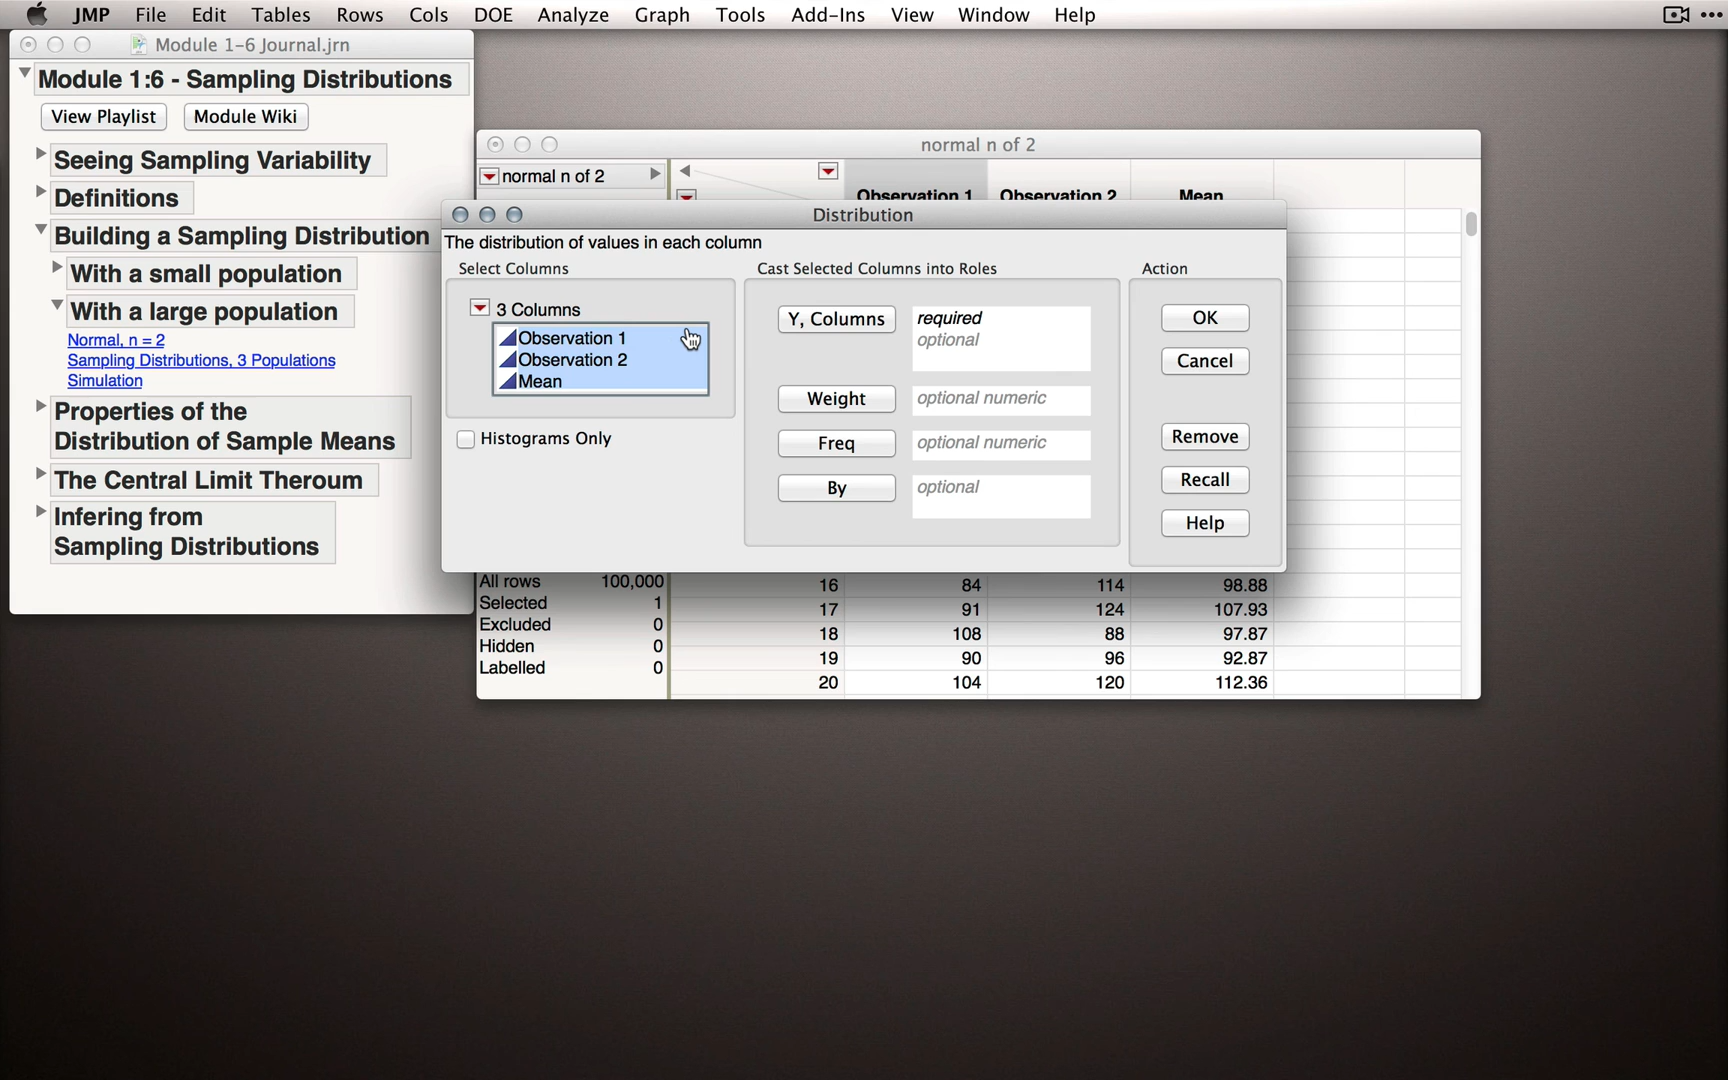 JMP File Edit Tables Rows Cols DOE Analyze Graph Tools Add-Ins View Window Help
Module 1-6 Journal.jrn
Module 1:6 - Sampling Distributions
View Playlist Module Wiki
Seeing Sampling Variability
Definitions
Building a Sampling Distribution
With a small population
With a large population
Normal, n = 2
Sampling Distributions, 3 Populations
Simulation
Properties of the
Distribution of Sample Means
The Central Limit Theroum
Infering from
Sampling Distributions
normal n of 2
normal n of 2
Observation 1 Observation 2 Mean
Distribution
The distribution of values in each column
Select Columns Cast Selected Columns into Roles Action
3 Columns
Observation 1
Observation 2
Mean
Histograms Only
Y, Columns required
optional
Weight optional numeric
Freq optional numeric
By optional
OK
Cancel
Remove
Recall
Help
All rows 100,000
Selected 1
Excluded 0
Hidden 0
Labelled 0
16 84 114 98.88
17 91 124 107.93
18 108 88 97.87
19 90 96 92.87
20 104 120 112.36